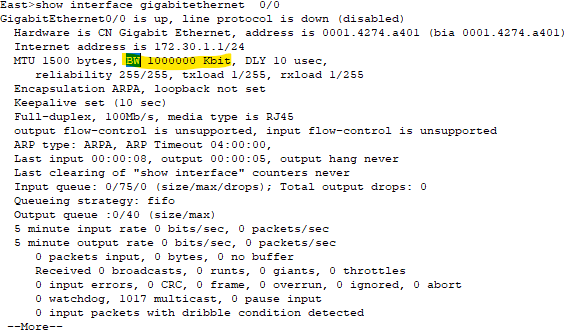 East>show interface gigabitethernet  0/0
GigabitEthernet0/0 is up, line protocol is down (disabled)
  Hardware is CN Gigabit Ethernet, address is 0001.4274.a401 (bia 0001.4274.a401)
  Internet address is 172.30.1.1/24
  MTU 1500 bytes, BW 1000000 Kbit, DLY 10 usec,
     reliability 255/255, txload 1/255, rxload 1/255
  Encapsulation ARPA, loopback not set
  Keepalive set (10 sec)
  Full-duplex, 100Mb/s, media type is RJ45
  output flow-control is unsupported, input flow-control is unsupported
  ARP type: ARPA, ARP Timeout 04:00:00,
  Last input 00:00:08, output 00:00:05, output hang never
  Last clearing of "show interface" counters never
  Input queue: 0/75/0 (size/max/drops); Total output drops: 0
  Queueing strategy: fifo
  Output queue :0/40 (size/max)
  5 minute input rate 0 bits/sec, 0 packets/sec
  5 minute output rate 0 bits/sec, 0 packets/sec
     0 packets input, 0 bytes, 0 no buffer
     Received 0 broadcasts, 0 runts, 0 giants, 0 throttles
     0 input errors, 0 CRC, 0 frame, 0 overrun, 0 ignored, 0 abort
     0 watchdog, 1017 multicast, 0 pause input
     0 input packets with dribble condition detected
 --More--